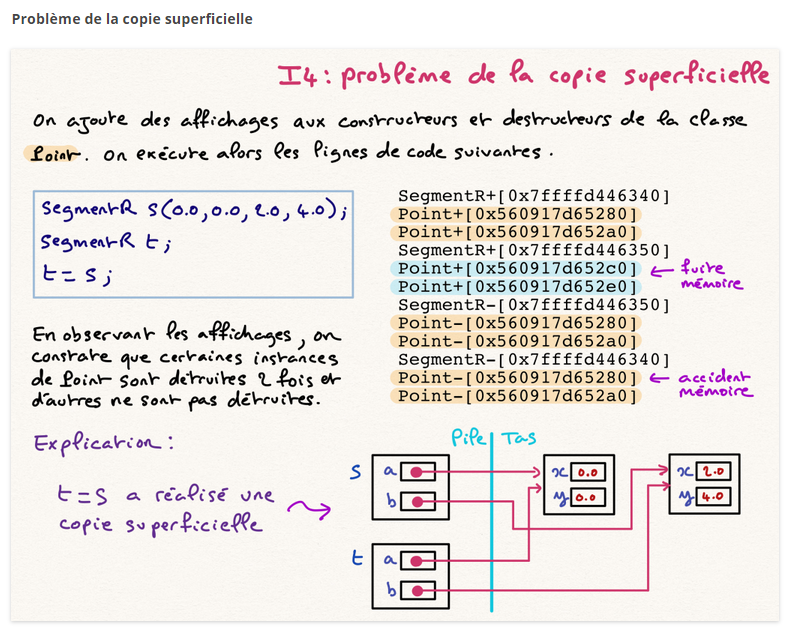 Problème de la copie superficielle
I4 : problème de la copie superficielle
On ajoute des affichages aux constructeurs et destructeurs de la classe
Point. On exécute alors les lignes de code suivantes.
SegmentR s(0.0,0.0,2.0,4.0);
SegmentR t;
t = s;
SegmentR+[0x7ffffd446340]
Point+[0x560917d65280]
Point+[0x560917d652a0]
SegmentR+[0x7ffffd446350]
Point+[0x560917d652c0] ← fuite
Point+[0x560917d652e0] mémoire
SegmentR-[0x7ffffd446350]
Point-[0x560917d65280]
Point-[0x560917d652a0]
SegmentR-[0x7ffffd446340]
Point-[0x560917d65280] ← accident
Point-[0x560917d652a0] mémoire
En observant les affichages, on
constate que certaines instances
de Point sont détruites 2 fois et
d'autres ne sont pas détruites.
Explication :
t=s a réalisé une
copie superficielle
Pile Tas
s a x 0.0 x 2.0
b y 0.0 y 4.0
t a
b